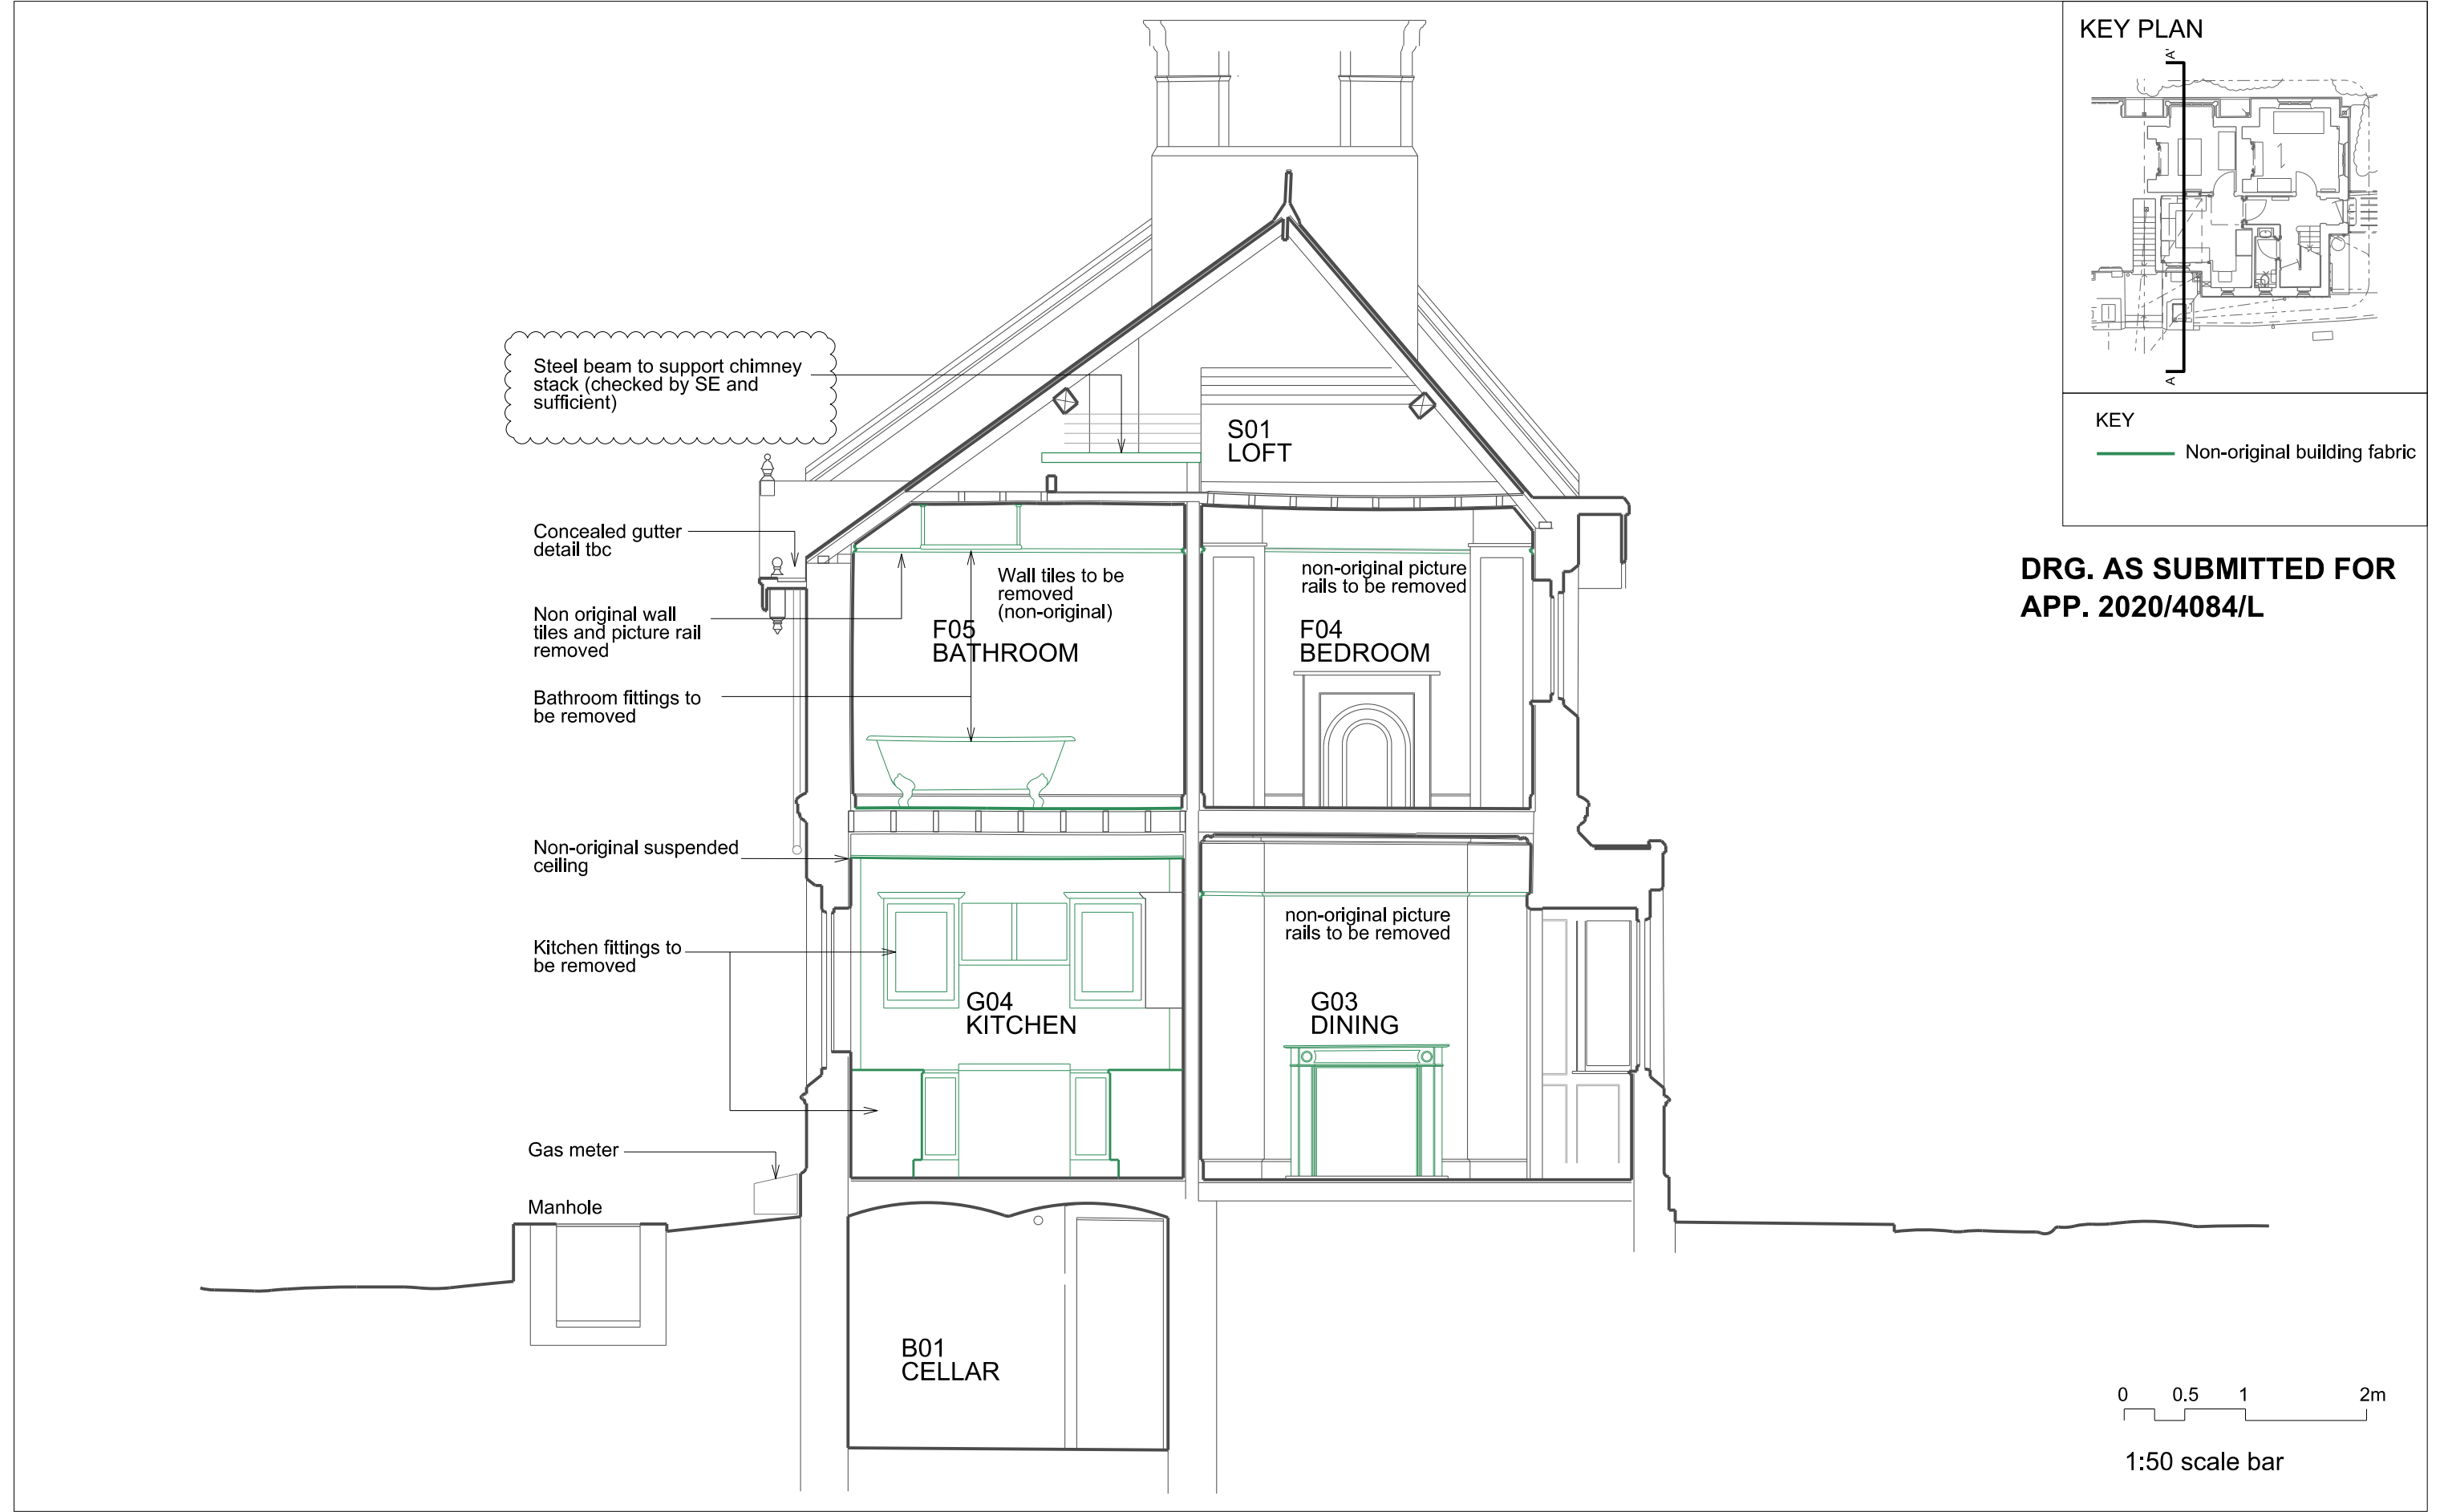 KEY PLAN
A'
A
KEY
Non-original building fabric
DRG. AS SUBMITTED FOR
APP. 2020/4084/L
Steel beam to support chimney
stack (checked by SE and
sufficient)
S01
LOFT
Concealed gutter
detail tbc
Non original wall
tiles and picture rail
removed
Bathroom fittings to
be removed
Wall tiles to be
removed
(non-original)
F05
BATHROOM
non-original picture
rails to be removed
F04
BEDROOM
Non-original suspended
ceiling
Kitchen fittings to
be removed
G04
KITCHEN
non-original picture
rails to be removed
G03
DINING
Gas meter
Manhole
B01
CELLAR
0 0.5 1 2m
1:50 scale bar